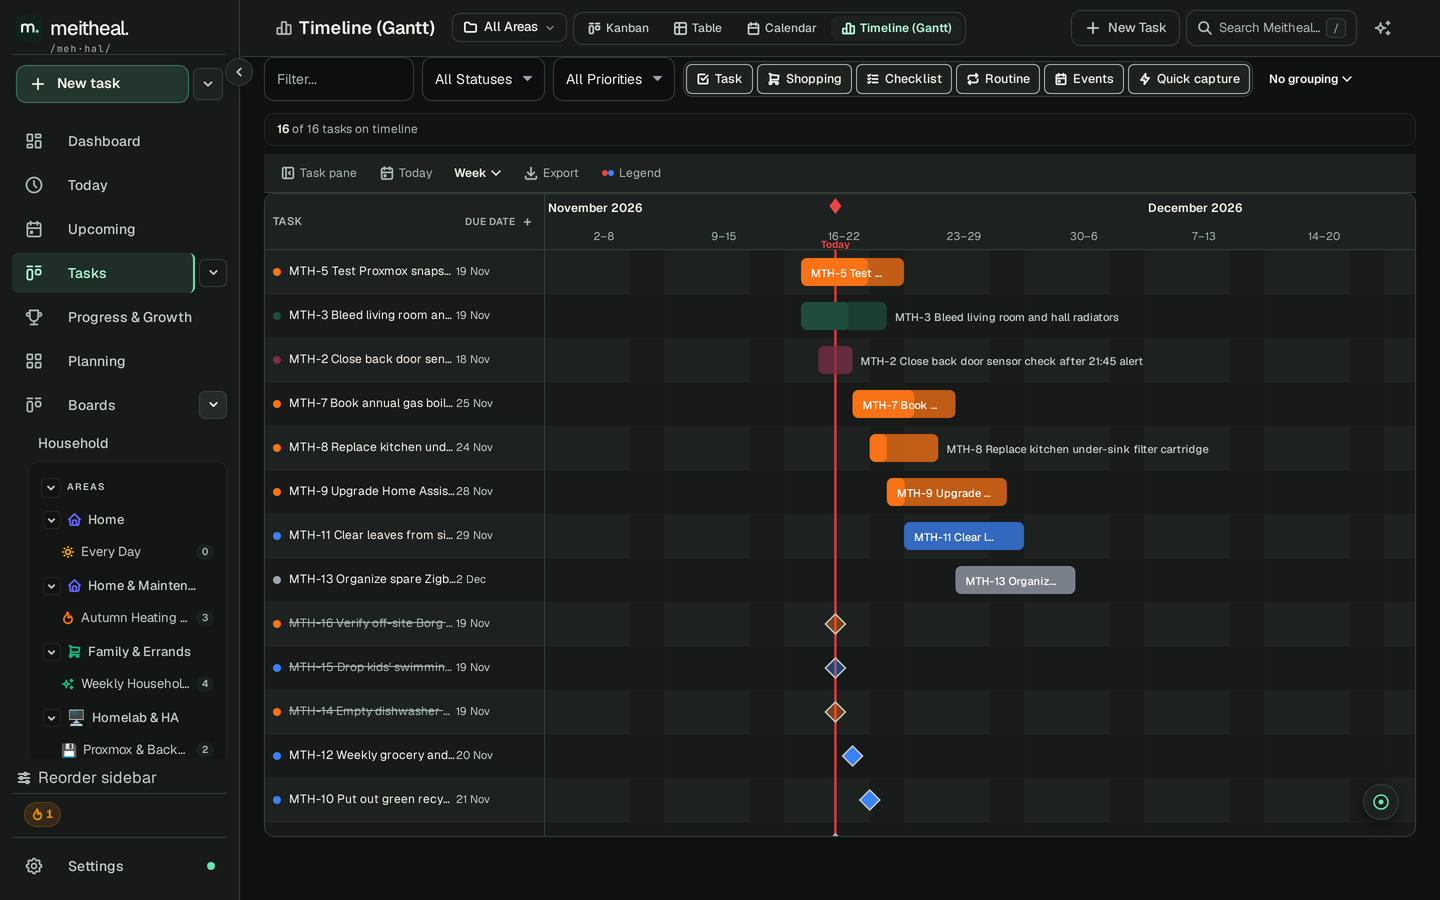 m. meitheal.
/meh·hal/
New task
Dashboard
Today
Upcoming
Tasks
Progress & Growth
Planning
Boards
Household
AREAS
Home
Every Day 0
Home & Mainten...
Autumn Heating ... 3
Family & Errands
Weekly Househol... 4
Homelab & HA
Proxmox & Back... 2
Reorder sidebar
1
Settings
Timeline (Gantt)
All Areas
Kanban
Table
Calendar
Timeline (Gantt)
New Task
Search Meitheal... /
Filter...
All Statuses
All Priorities
Task
Shopping
Checklist
Routine
Events
Quick capture
No grouping
16 of 16 tasks on timeline
Task pane
Today
Week
Export
Legend
TASK DUE DATE +
November 2026 December 2026
2–8 9–15 16–22 23–29 30–6 7–13 14–20
Today
MTH-5 Test Proxmox snaps... 19 Nov MTH-5 Test ...
MTH-3 Bleed living room an... 19 Nov MTH-3 Bleed living room and hall radiators
MTH-2 Close back door sen... 18 Nov MTH-2 Close back door sensor check after 21:45 alert
MTH-7 Book annual gas boil... 25 Nov MTH-7 Book ...
MTH-8 Replace kitchen und... 24 Nov MTH-8 Replace kitchen under-sink filter cartridge
MTH-9 Upgrade Home Assis... 28 Nov MTH-9 Upgrade ...
MTH-11 Clear leaves from si... 29 Nov MTH-11 Clear l...
MTH-13 Organize spare Zigb... 2 Dec MTH-13 Organiz...
MTH-16 Verify off-site Borg ... 19 Nov
MTH-15 Drop kids' swimmin... 19 Nov
MTH-14 Empty dishwasher ... 19 Nov
MTH-12 Weekly grocery and... 20 Nov
MTH-10 Put out green recy... 21 Nov